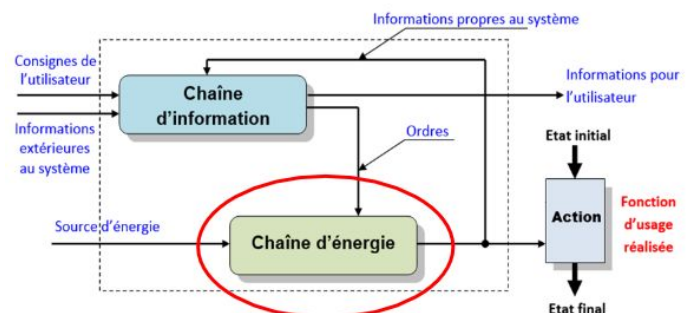 Informations propres au système
Consignes de
l'utilisateur
Chaîne
d'information
Informations pour
l'utilisateur
Informations
extérieures
au système
Ordres
Etat initial
Source d'énergie
Chaîne d'énergie
Action
Fonction
d'usage
réalisée
Etat final